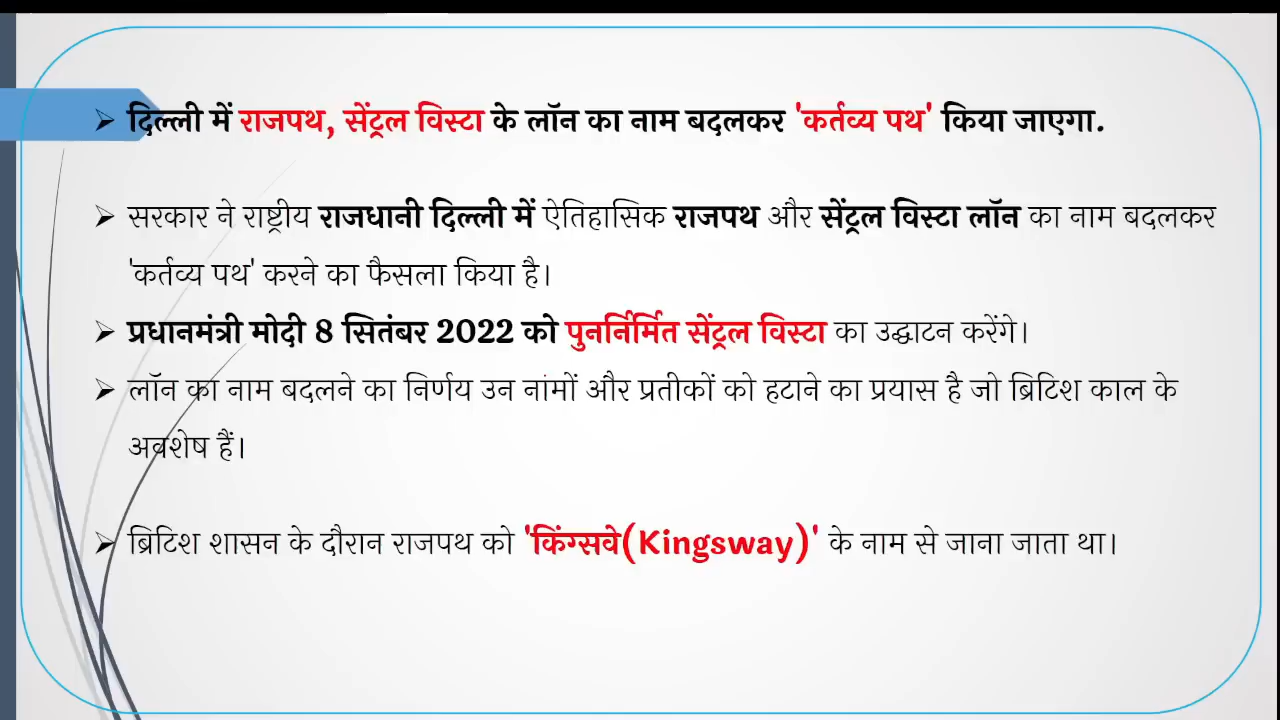 ➢ दिल्ली में राजपथ, सेंट्रल विस्टा के लॉन का नाम बदलकर 'कर्तव्य पथ' किया जाएगा.
➢ सरकार ने राष्ट्रीय राजधानी दिल्ली में ऐतिहासिक राजपथ और सेंट्रल विस्टा लॉन का नाम बदलकर
'कर्तव्य पथ' करने का फैसला किया है।
➢ प्रधानमंत्री मोदी 8 सितंबर 2022 को पुनर्निर्मित सेंट्रल विस्टा का उद्घाटन करेंगे।
➢ लॉन का नाम बदलने का निर्णय उन नांमों और प्रतीकों को हटाने का प्रयास है जो ब्रिटिश काल के
अवशेष हैं।
➢ ब्रिटिश शासन के दौरान राजपथ को 'किंग्सवे(Kingsway)' के नाम से जाना जाता था।